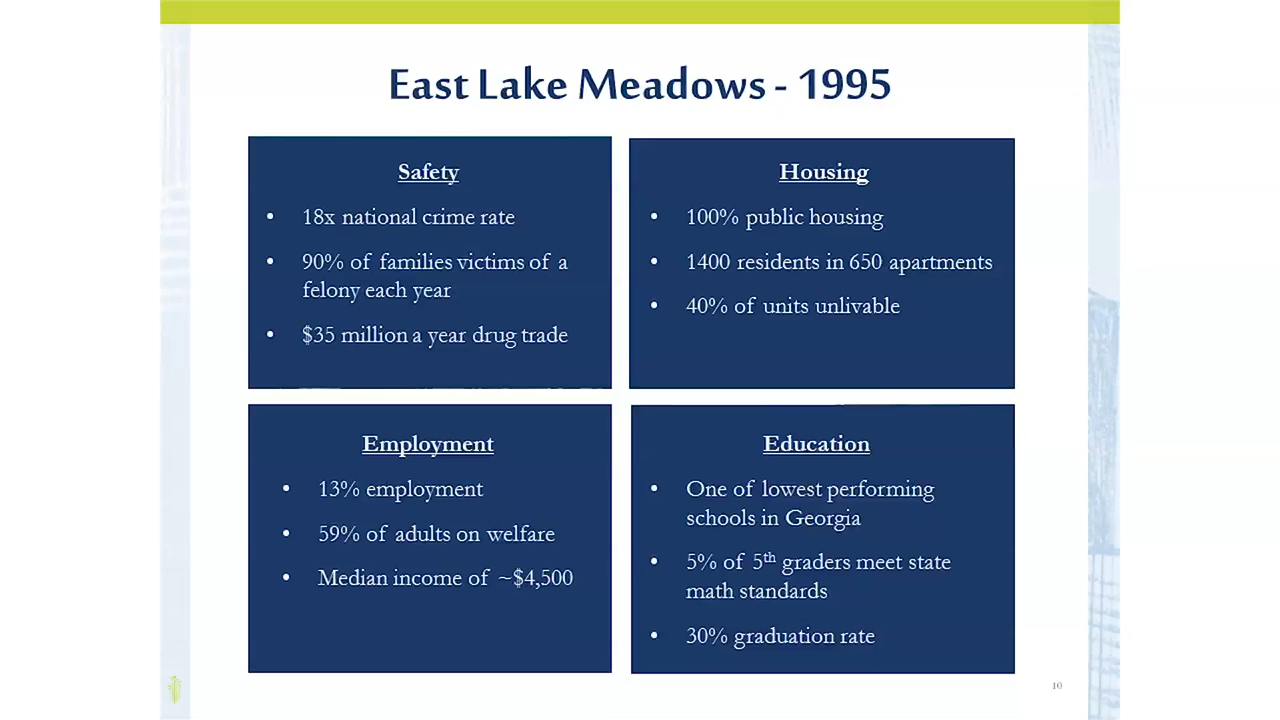 East Lake Meadows - 1995
Safety
• 18x national crime rate
• 90% of families victims of a
felony each year
• $35 million a year drug trade
Housing
• 100% public housing
• 1400 residents in 650 apartments
• 40% of units unlivable
Employment
• 13% employment
• 59% of adults on welfare
• Median income of ~$4,500
Education
• One of lowest performing
schools in Georgia
• 5% of 5th graders meet state
math standards
• 30% graduation rate
10